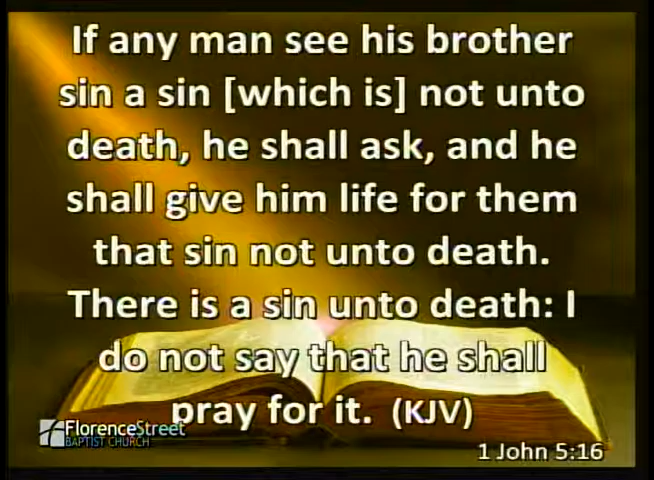 If any man see his brother
sin a sin [which is] not unto
death, he shall ask, and he
shall give him life for them
that sin not unto death.
There is a sin unto death: I
do not say that he shall
pray for it. (KJV)
FlorenceStreet
BAPTIST CHURCH
1 John 5:16